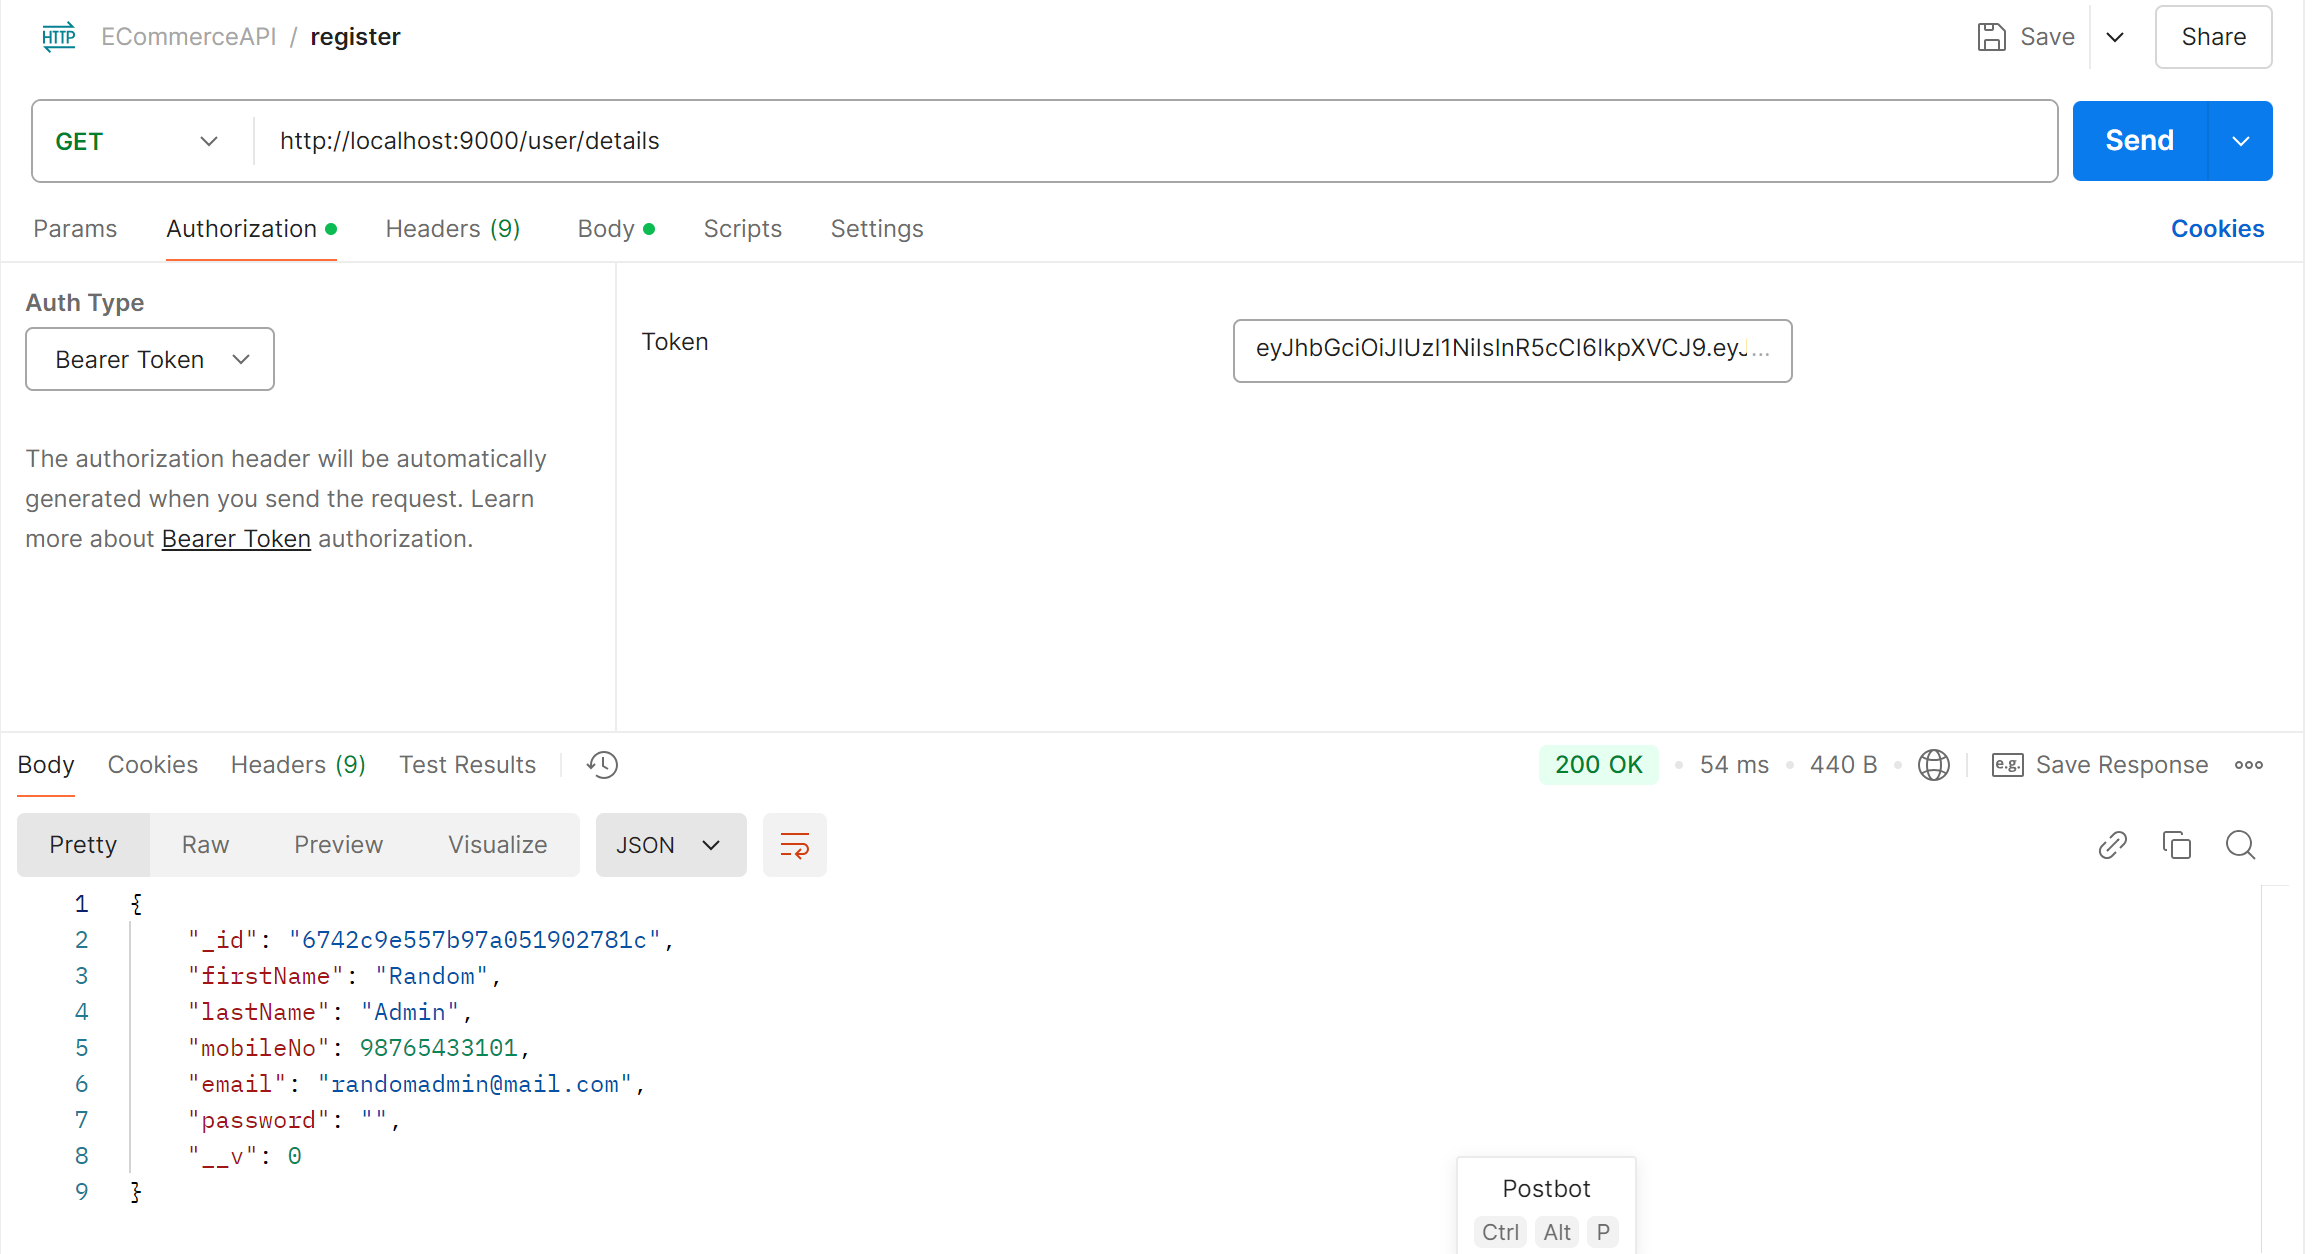 HTTP ECommerceAPI / register Save Share
GET http://localhost:9000/user/details Send
Params Authorization Headers (9) Body Scripts Settings Cookies
Auth Type
Bearer Token
Token
eyJhbGciOiJIUzI1NiIsInR5cCI6IkpXVCJ9.eyJ...
The authorization header will be automatically
generated when you send the request. Learn
more about Bearer Token authorization.
Body Cookies Headers (9) Test Results 200 OK • 54 ms • 440 B • e.g. Save Response
Pretty Raw Preview Visualize JSON
1 {
2 "_id": "6742c9e557b97a051902781c",
3 "firstName": "Random",
4 "lastName": "Admin",
5 "mobileNo": 98765433101,
6 "email": "randomadmin@mail.com",
7 "password": "",
8 "__v": 0
9 }
Postbot
Ctrl Alt P